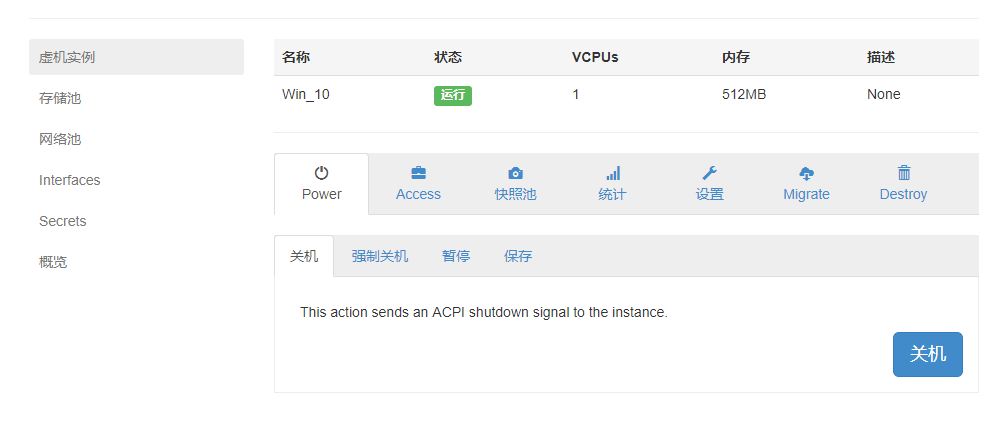 虚机实例
存储池
网络池
Interfaces
Secrets
概览
名称 状态 VCPUs 内存 描述
Win_10 运行 1 512MB None
Power Access 快照池 统计 设置 Migrate Destroy
关机 强制关机 暂停 保存
This action sends an ACPI shutdown signal to the instance.
关机